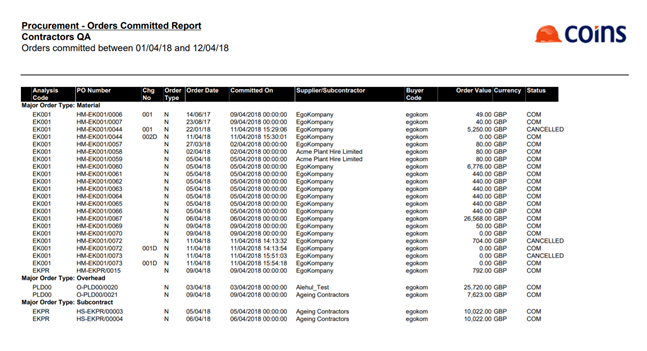 Procurement - Orders Committed Report
Contractors QA
Orders committed between 01/04/18 and 12/04/18
coins
Analysis Code PO Number Chg No Order Type Order Date Committed On Supplier/Subcontractor Buyer Code Order Value Currency Status
Major Order Type: Material
EK001 HM-EK001/0006 001 N 14/06/17 09/04/2018 00:00:00 EgoKompany egokom 49.00 GBP COM
EK001 HM-EK001/0007 N 23/08/17 09/04/2018 00:00:00 EgoKompany egokom 40.00 GBP COM
EK001 HM-EK001/0044 001 N 22/01/18 11/04/2018 15:29:06 EgoKompany egokom 5,250.00 GBP CANCELLED
EK001 HM-EK001/0044 002D N 11/04/18 11/04/2018 15:30:01 EgoKompany egokom 0.00 GBP COM
EK001 HM-EK001/0057 N 27/03/18 02/04/2018 00:00:00 EgoKompany egokom 80.00 GBP COM
EK001 HM-EK001/0058 N 02/04/18 02/04/2018 00:00:00 Acme Plant Hire Limited egokom 80.00 GBP COM
EK001 HM-EK001/0059 N 05/04/18 05/04/2018 00:00:00 Acme Plant Hire Limited egokom 80.00 GBP COM
EK001 HM-EK001/0060 N 05/04/18 05/04/2018 00:00:00 EgoKompany egokom 6,776.00 GBP COM
EK001 HM-EK001/0061 N 05/04/18 05/04/2018 00:00:00 EgoKompany egokom 440.00 GBP COM
EK001 HM-EK001/0062 N 05/04/18 05/04/2018 00:00:00 EgoKompany egokom 440.00 GBP COM
EK001 HM-EK001/0063 N 05/04/18 05/04/2018 00:00:00 EgoKompany egokom 440.00 GBP COM
EK001 HM-EK001/0064 N 05/04/18 05/04/2018 00:00:00 EgoKompany egokom 440.00 GBP COM
EK001 HM-EK001/0065 N 05/04/18 05/04/2018 00:00:00 EgoKompany egokom 440.00 GBP COM
EK001 HM-EK001/0066 N 05/04/18 05/04/2018 00:00:00 EgoKompany egokom 440.00 GBP COM
EK001 HM-EK001/0067 N 06/04/18 06/04/2018 00:00:00 EgoKompany egokom 26,568.00 GBP COM
EK001 HM-EK001/0069 N 09/04/18 09/04/2018 00:00:00 EgoKompany egokom 50.00 GBP COM
EK001 HM-EK001/0070 N 09/04/18 09/04/2018 00:00:00 EgoKompany egokom 0.00 GBP COM
EK001 HM-EK001/0072 N 11/04/18 11/04/2018 14:13:32 EgoKompany egokom 704.00 GBP CANCELLED
EK001 HM-EK001/0072 001D N 11/04/18 11/04/2018 14:13:54 EgoKompany egokom 0.00 GBP COM
EK001 HM-EK001/0073 N 11/04/18 11/04/2018 15:51:03 EgoKompany egokom 0.00 GBP CANCELLED
EK001 HM-EK001/0073 001D N 11/04/18 11/04/2018 15:54:18 EgoKompany egokom 0.00 GBP COM
EKPR HM-EKPR/0015 N 09/04/18 09/04/2018 00:00:00 EgoKompany egokom 792.00 GBP COM
Major Order Type: Overhead
PLD00 O-PLD00/0020 N 03/04/18 03/04/2018 00:00:00 Alehul_Test egokom 25,720.00 GBP COM
PLD00 O-PLD00/0021 N 09/04/18 09/04/2018 00:00:00 Ageing Contractors egokom 7,623.00 GBP COM
Major Order Type: Subcontract
EKPR HS-EKPR/00003 N 05/04/18 05/04/2018 00:00:00 Ageing Contractors egokom 10,022.00 GBP COM
EKPR HS-EKPR/00004 N 06/04/18 06/04/2018 00:00:00 Ageing Contractors egokom 10,022.00 GBP COM